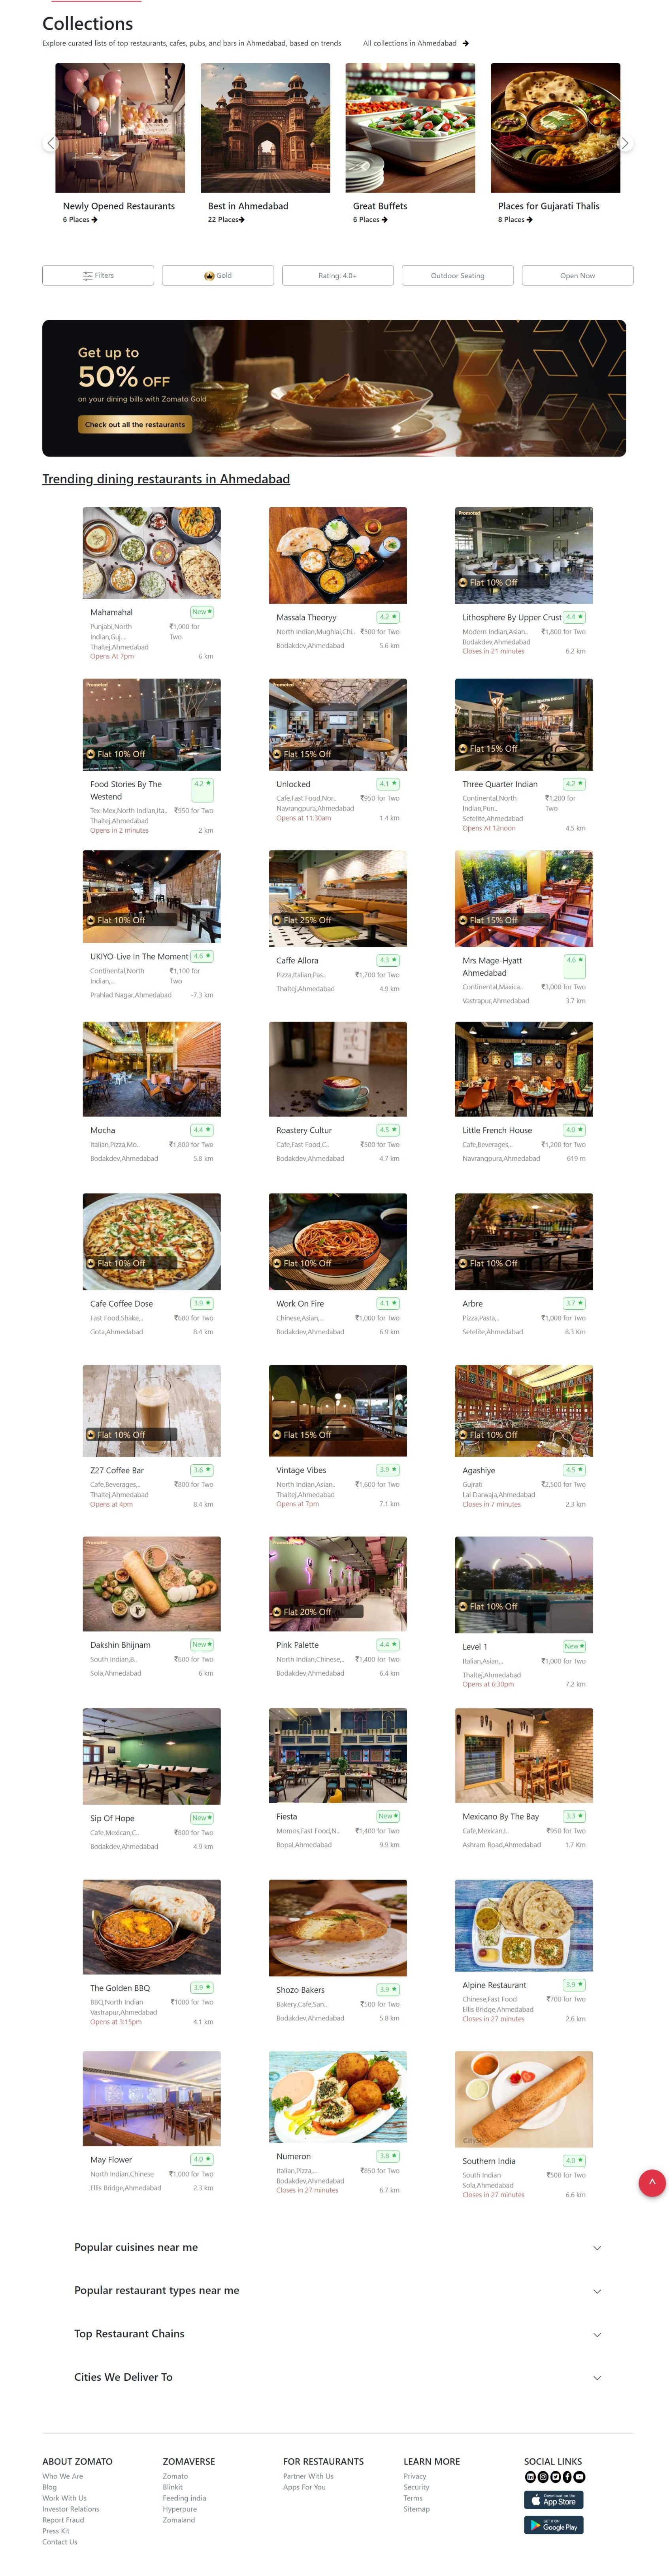 Collections
Explore curated lists of top restaurants, cafes, pubs, and bars in Ahmedabad, based on trends
All collections in Ahmedabad
Newly Opened Restaurants
6 Places
Best in Ahmedabad
22 Places
Great Buffets
6 Places
Places for Gujarati Thalis
8 Places
Filters
Gold
Rating: 4.0+
Outdoor Seating
Open Now
Get up to
50% OFF
on your dining bills with Zomato Gold
Check out all the restaurants
Trending dining restaurants in Ahmedabad
Mahamahal
New
Punjabi,North
Indian,Guj...
₹1,000 for
Two
Thaltej,Ahmedabad
Opens At 7pm
6 km
Massala Theoryy
4.2
North Indian,Mughlai,Chi..
₹500 for Two
Bodakdev,Ahmedabad
5.6 km
Promoted
Flat 10% Off
Lithosphere By Upper Crust
4.4
Modern Indian,Asian..
₹1,800 for Two
Bodakdev,Ahmedabad
Closes in 21 minutes
6.2 km
Promoted
Flat 10% Off
Food Stories By The
Westend
4.2
Tex-Mex,North Indian,Ita..
₹950 for Two
Thaltej,Ahmedabad
Opens in 2 minutes
2 km
Promoted
Flat 15% Off
Unlocked
4.1
Cafe,Fast Food,Nor..
₹950 for Two
Navrangpura,Ahmedabad
Opens at 11:30am
1.4 km
Flat 15% Off
Three Quarter Indian
4.2
Continental,North
Indian,Pun..
₹1,200 for
Two
Setelite,Ahmedabad
Opens At 12noon
4.5 km
Flat 10% Off
UKIYO-Live In The Moment
4.6
Continental,North
Indian,...
₹1,100 for
Two
Prahlad Nagar,Ahmedabad
-7.3 km
Flat 25% Off
Caffe Allora
4.3
Pizza,Italian,Pas..
₹1,700 for Two
Thaltej,Ahmedabad
4.9 km
Flat 15% Off
Mrs Mage-Hyatt
Ahmedabad
4.6
Continental,Maxica..
₹3,000 for Two
Vastrapur,Ahmedabad
3.7 km
Mocha
4.4
Italian,Pizza,Mo..
₹1,800 for Two
Bodakdev,Ahmedabad
5.8 km
Roastery Cultur
4.5
Cafe,Fast Food,C..
₹500 for Two
Bodakdev,Ahmedabad
4.7 km
Little French House
4.0
Cafe,Beverages,..
₹1,200 for Two
Navrangpura,Ahmedabad
619 m
Flat 10% Off
Cafe Coffee Dose
3.9
Fast Food,Shake,..
₹600 for Two
Gota,Ahmedabad
8.4 km
Flat 10% Off
Work On Fire
4.1
Chinese,Asian,...
₹1,000 for Two
Bodakdev,Ahmedabad
6.9 km
Flat 10% Off
Arbre
3.7
Pizza,Pasta,..
₹1,000 for Two
Setelite,Ahmedabad
8.3 Km
Flat 10% Off
Z27 Coffee Bar
3.6
Cafe,Beverages,..
₹800 for Two
Thaltej,Ahmedabad
Opens at 4pm
8.4 km
Flat 15% Off
Vintage Vibes
3.9
North Indian,Asian..
₹1,600 for Two
Thaltej,Ahmedabad
Opens at 7pm
7.1 km
Flat 10% Off
Agashiye
4.5
Gujrati
₹2,500 for Two
Lal Darwaja,Ahmedabad
Closes in 7 minutes
2.3 km
Promoted
Dakshin Bhijnam
New
South Indian,B..
₹600 for Two
Sola,Ahmedabad
6 km
Promoted
Flat 20% Off
Pink Palette
4.4
North Indian,Chinese,..
₹1,400 for Two
Bodakdev,Ahmedabad
6.4 km
Flat 10% Off
Level 1
New
Italian,Asian,..
₹1,000 for Two
Thaltej,Ahmedabad
Opens at 6:30pm
7.2 km
Sip Of Hope
New
Cafe,Mexican,C..
₹800 for Two
Bodakdev,Ahmedabad
4.9 km
Fiesta
New
Momos,Fast Food,N..
₹1,400 for Two
Bopal,Ahmedabad
9.9 km
Mexicano By The Bay
3.3
Cafe,Mexican,I..
₹950 for Two
Ashram Road,Ahmedabad
1.7 Km
The Golden BBQ
3.9
BBQ,North Indian
₹1000 for Two
Vastrapur,Ahmedabad
Opens at 3:15pm
4.1 km
Shozo Bakers
3.9
Bakery,Cafe,San..
₹500 for Two
Bodakdev,Ahmedabad
5.8 km
Alpine Restaurant
3.9
Chinese,Fast Food
₹700 for Two
Ellis Bridge,Ahmedabad
Closes in 27 minutes
2.6 km
May Flower
4.0
North Indian,Chinese
₹1,000 for Two
Ellis Bridge,Ahmedabad
2.3 km
Numeron
3.8
Italian,Pizza,...
₹850 for Two
Bodakdev,Ahmedabad
Closes in 27 minutes
6.7 km
Southern India
4.0
South Indian
₹500 for Two
Sola,Ahmedabad
Closes in 27 minutes
6.6 km
Popular cuisines near me
Popular restaurant types near me
Top Restaurant Chains
Cities We Deliver To
ABOUT ZOMATO
Who We Are
Blog
Work With Us
Investor Relations
Report Fraud
Press Kit
Contact Us
ZOMAVERSE
Zomato
Blinkit
Feeding india
Hyperpure
Zomaland
FOR RESTAURANTS
Partner With Us
Apps For You
LEARN MORE
Privacy
Security
Terms
Sitemap
SOCIAL LINKS
Download on the
App Store
GET IT ON
Google Play